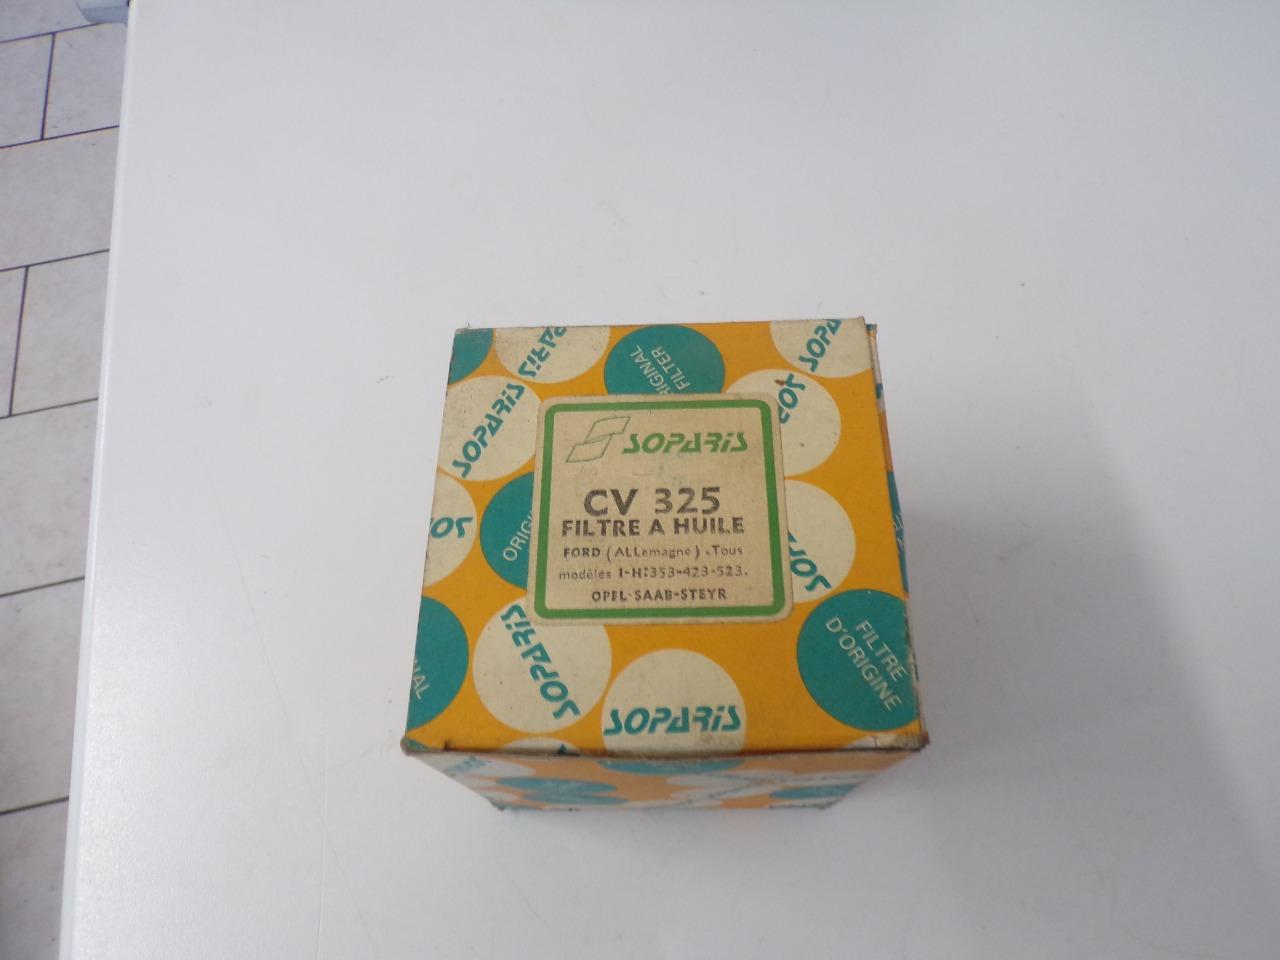 SOPARIS
CV 325
FILTRE A HUILE
FORD (ALLemagne).Tous
modèles I-H:353-423-523.
OPEL-SAAB-STEYR
SOPARIS
SOPARIS
SOPARIS
FILTRE
D'ORIGINE
FILTER